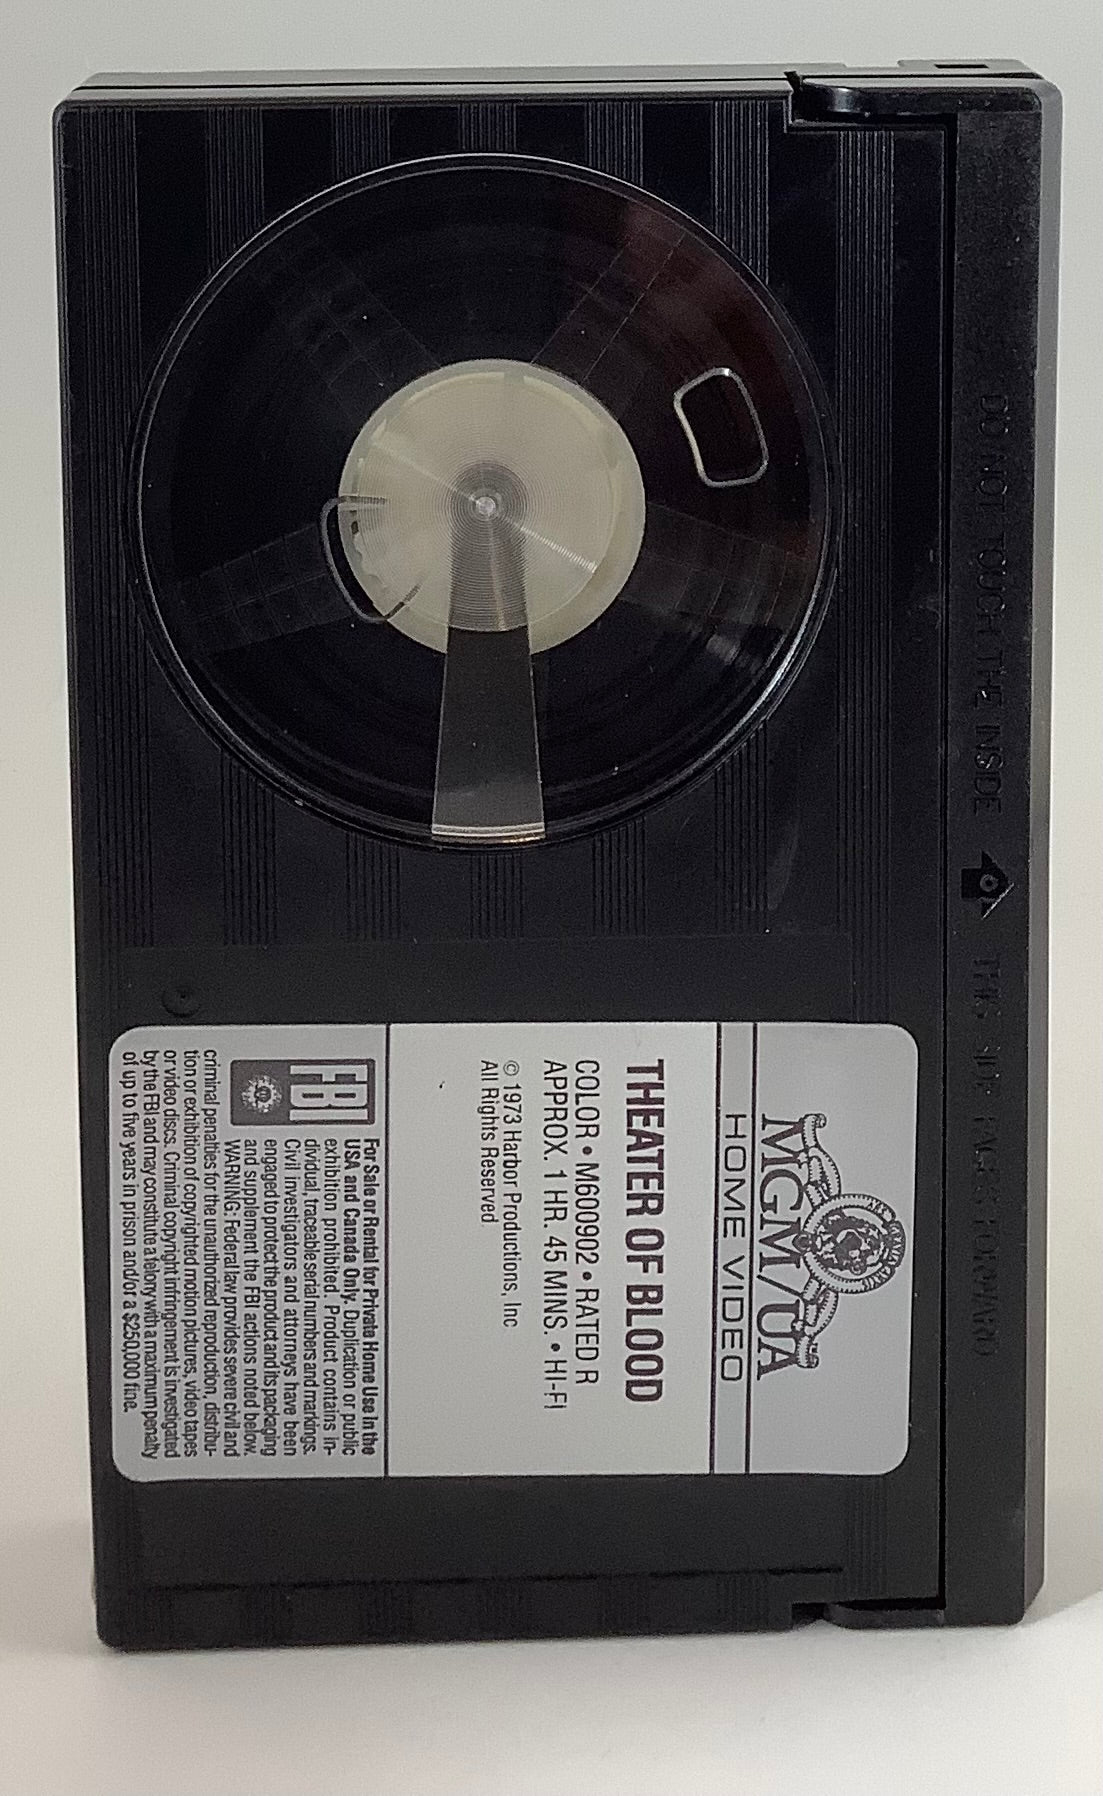 DO NOT TOUCH THE INSIDE
THIS SIDE FACES FORWARD
ARS GRATIA ARTIS
MGM/UA
HOME VIDEO
THEATER OF BLOOD
COLOR • M600902 • RATED R
APPROX. 1 HR. 45 MINS. • HI-FI
© 1973 Harbor Productions, Inc
All Rights Reserved
FBI
For Sale or Rental for Private Home Use In the
USA and Canada Only. Duplication or public
exhibition prohibited. Product contains in-
dividual, traceable serial numbers and markings.
Civil investigators and attorneys have been
engaged to protect the product and its packaging
and supplement the FBI actions noted below.
WARNING: Federal law provides severe civil and
criminal penalties for the unauthorized reproduction, distribu-
tion or exhibition of copyrighted motion pictures, video tapes
or video discs. Criminal copyright infringement is investigated
by the FBI and may constitute a felony with a maximum penalty
of up to five years in prison and/or a $250,000 fine.